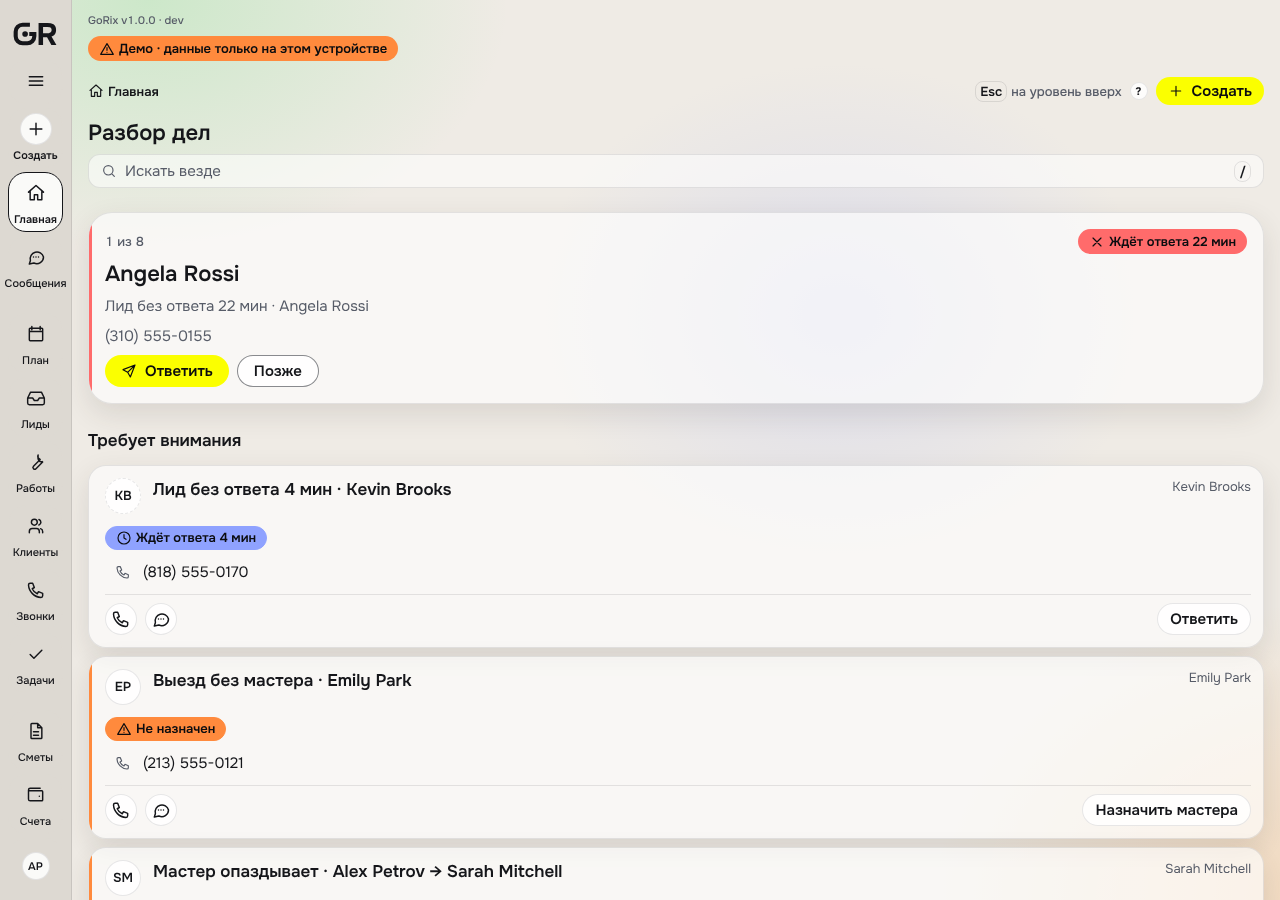 GR
GoRix v1.0.0 · dev
Демо · данные только на этом устройстве
Главная
Esc на уровень вверх ? Создать
Разбор дел
Искать везде /
1 из 8
Ждёт ответа 22 мин
Angela Rossi
Лид без ответа 22 мин · Angela Rossi
(310) 555-0155
Ответить Позже
Требует внимания
KB Лид без ответа 4 мин · Kevin Brooks Kevin Brooks
Ждёт ответа 4 мин
(818) 555-0170
Ответить
EP Выезд без мастера · Emily Park Emily Park
Не назначен
(213) 555-0121
Назначить мастера
SM Мастер опаздывает · Alex Petrov → Sarah Mitchell Sarah Mitchell
Создать
Главная
Сообщения
План
Лиды
Работы
Клиенты
Звонки
Задачи
Сметы
Счета
AP